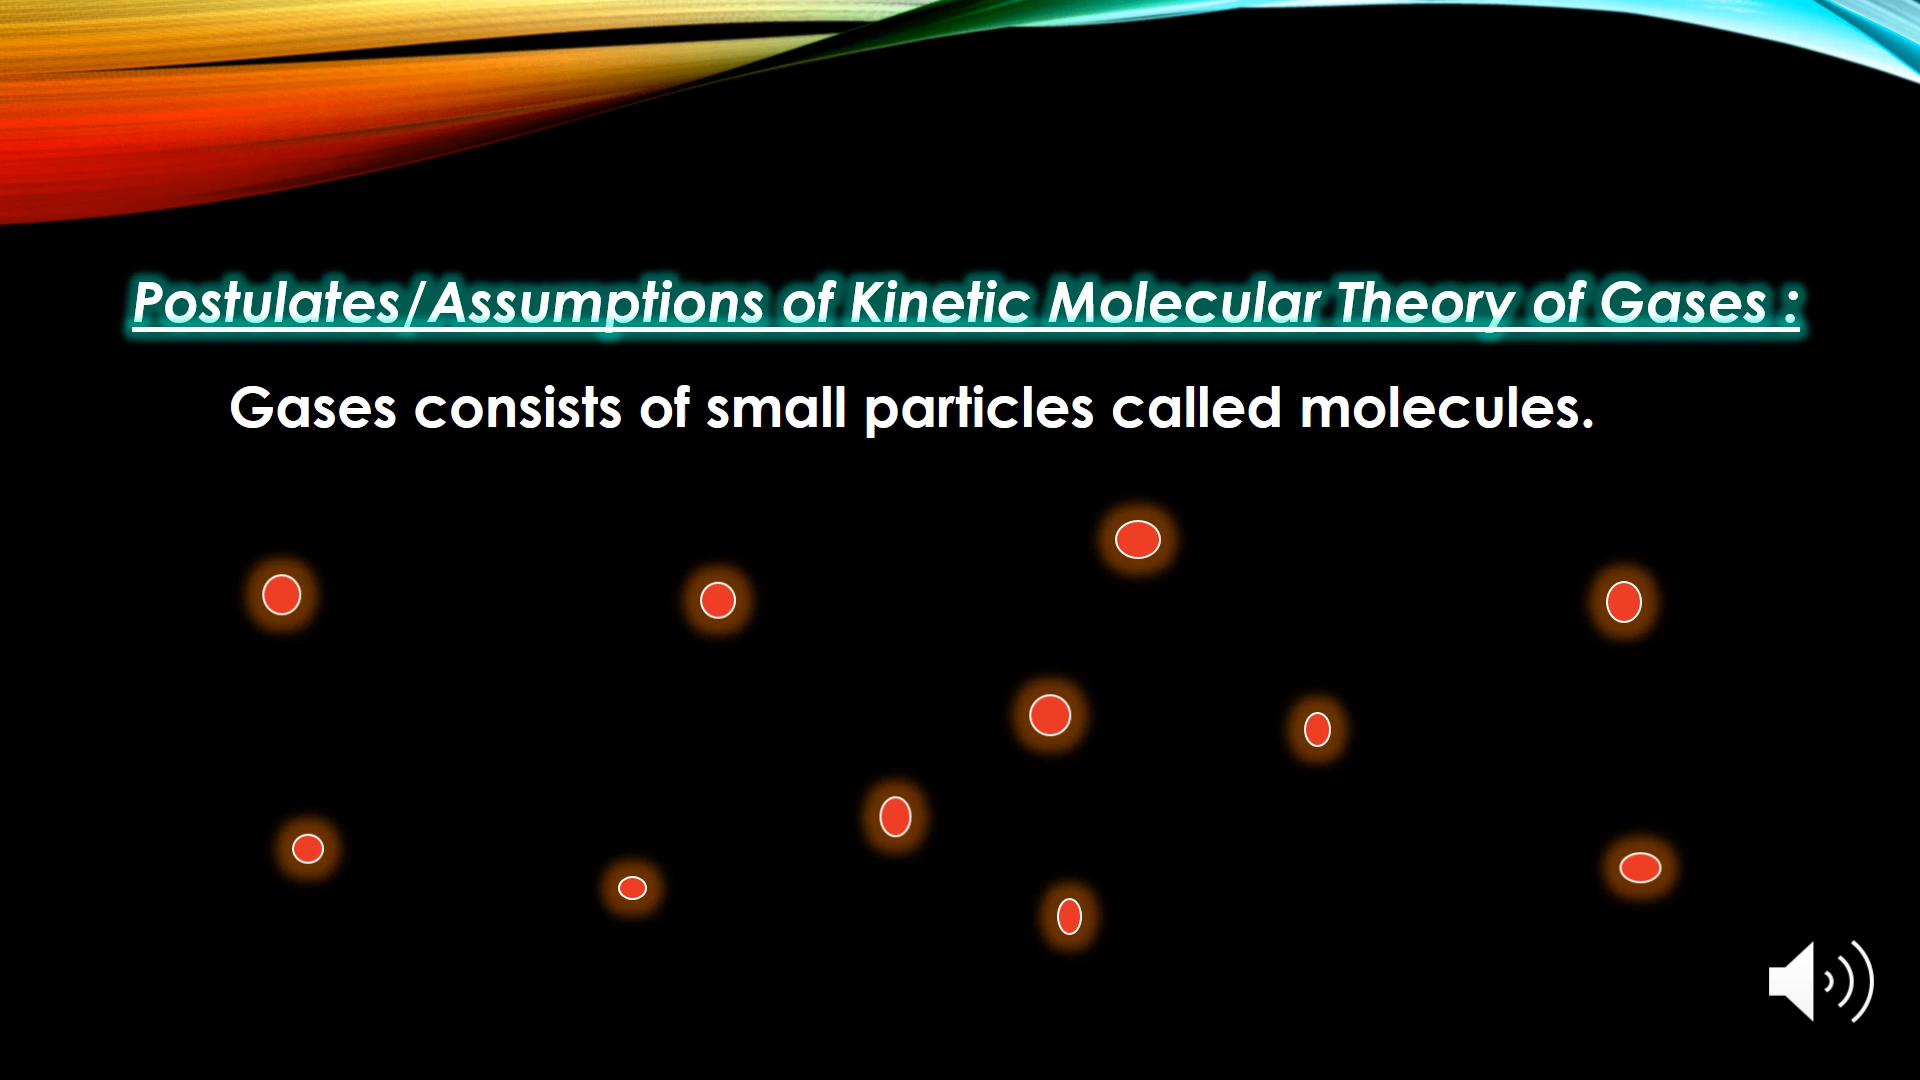 Postulates/Assumptions of Kinetic Molecular Theory of Gases :
Gases consists of small particles called molecules.